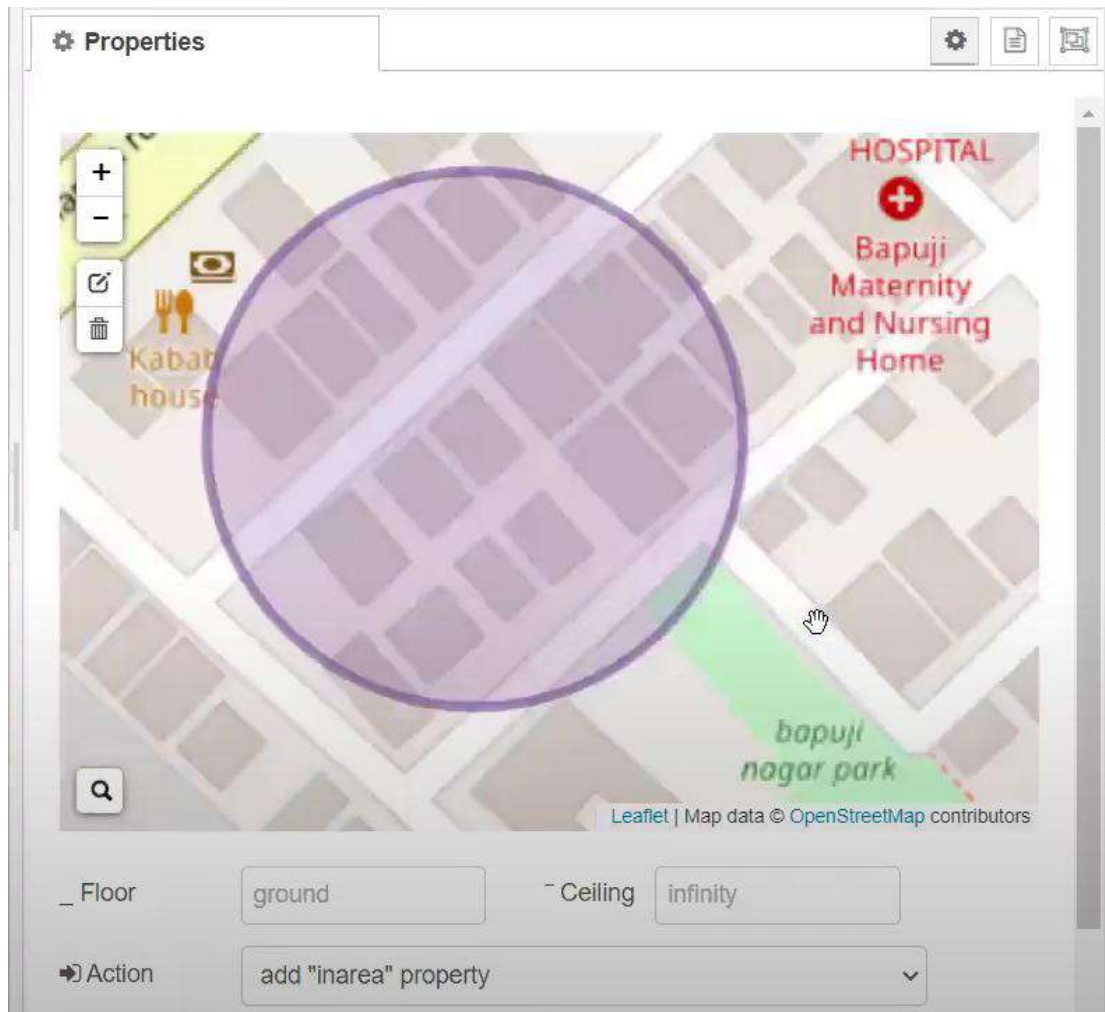 Properties
HOSPITAL
Bapuji
Maternity
and Nursing
Home
Kabab
house
bapuji
nagar park
Leaflet | Map data © OpenStreetMap contributors
_ Floor
ground
‾ Ceiling
infinity
Action
add "inarea" property